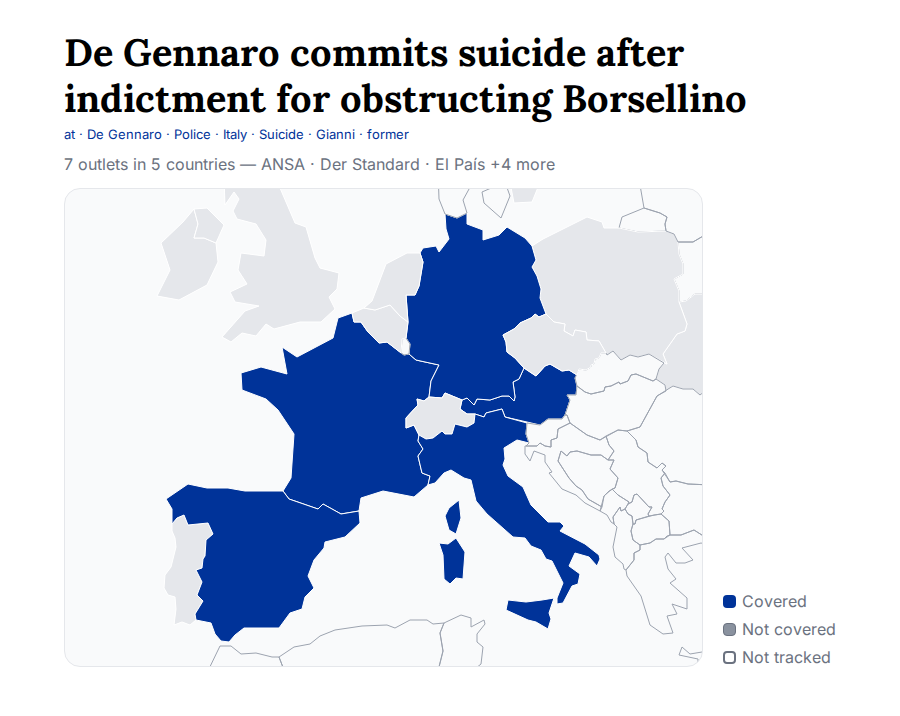 De Gennaro commits suicide after
indictment for obstructing Borsellino
at · De Gennaro · Police · Italy · Suicide · Gianni · former
7 outlets in 5 countries — ANSA · Der Standard · El País +4 more
Covered
Not covered
Not tracked